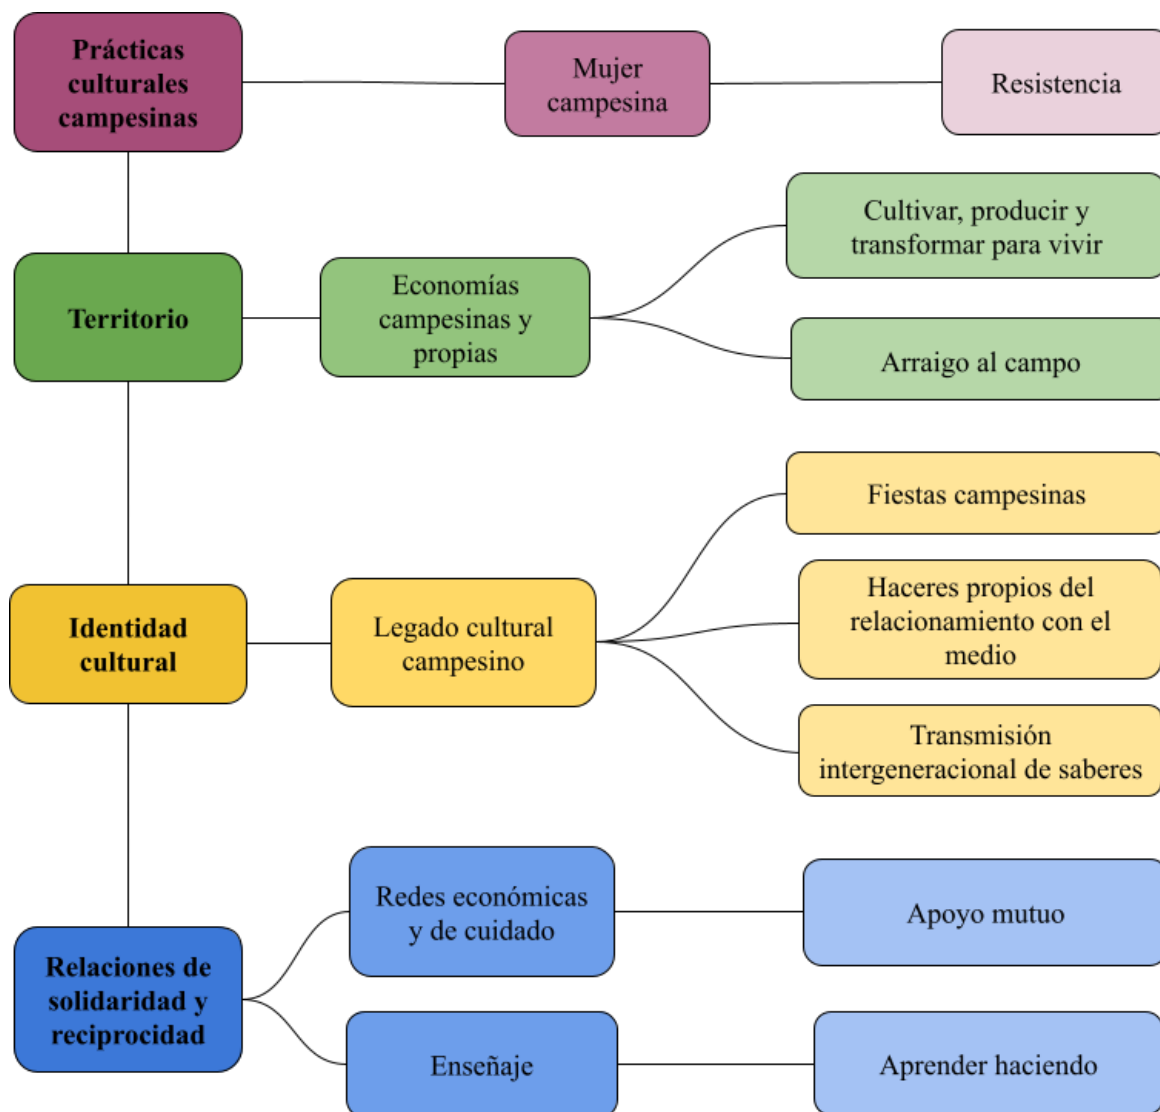 Prácticas
culturales
campesinas
Mujer
campesina
Resistencia
Territorio
Economías
campesinas y
propias
Cultivar, producir y
transformar para vivir
Arraigo al campo
Identidad
cultural
Legado cultural
campesino
Fiestas campesinas
Haceres propios del
relacionamiento con el
medio
Transmisión
intergeneracional de saberes
Relaciones de
solidaridad y
reciprocidad
Redes económicas
y de cuidado
Apoyo mutuo
Enseñaje
Aprender haciendo